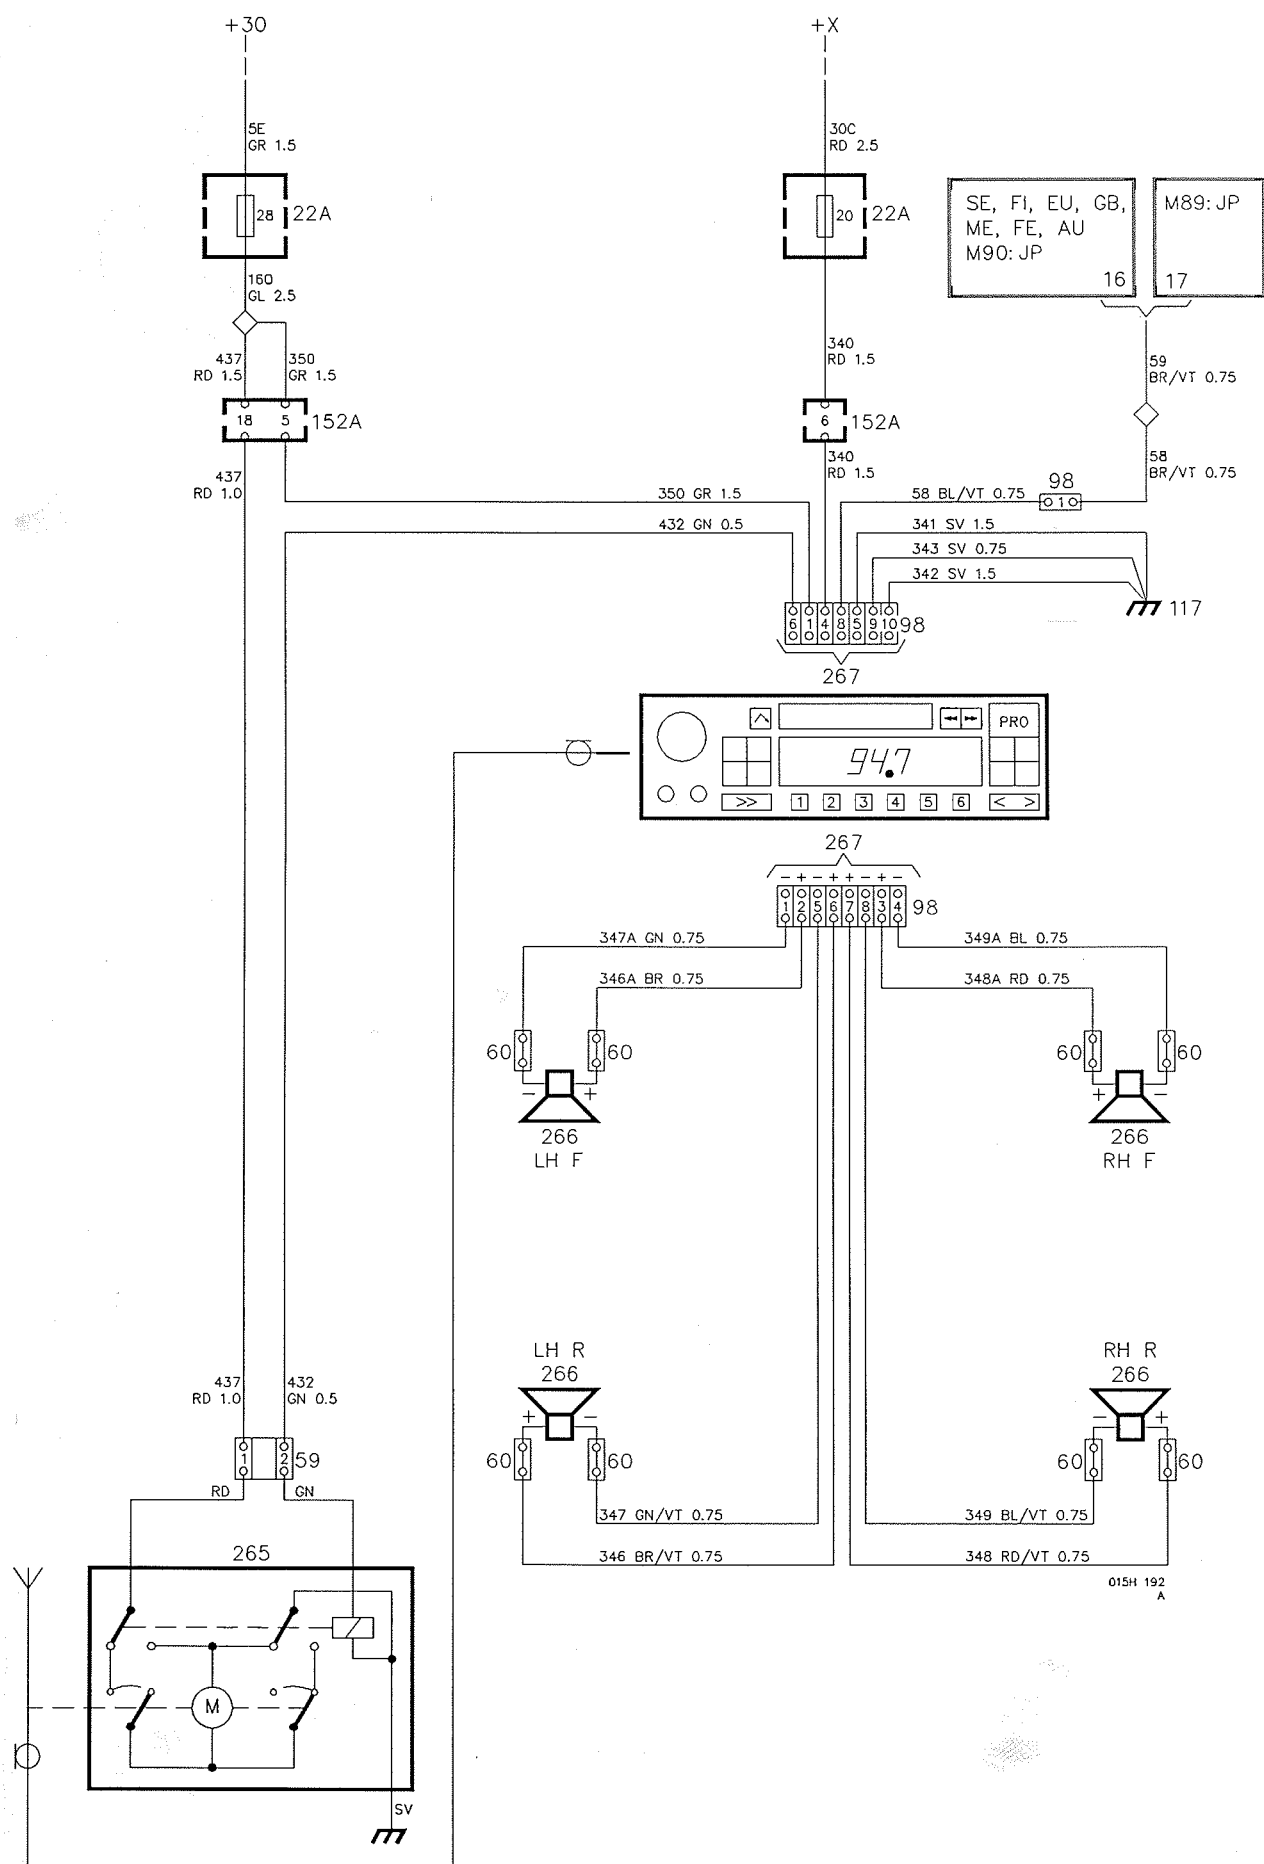 +30
+X
5E
GR 1.5
30C
RD 2.5
28
22A
20
22A
SE, FI, EU, GB,
ME, FE, AU
M90: JP
16
M89: JP
17
160
GL 2.5
437
RD 1.5
350
GR 1.5
340
RD 1.5
59
BR/VT 0.75
18
5
152A
6
152A
437
RD 1.0
340
RD 1.5
58
BR/VT 0.75
350 GR 1.5
58 BL/VT 0.75
98
1
432 GN 0.5
341 SV 1.5
343 SV 0.75
342 SV 1.5
117
6 1 4 8 5 9 10
98
267
PRO
94.7
>>
1 2 3 4 5 6
< >
267
- + - + + - + -
1 2 5 6 7 8 3 4
98
347A GN 0.75
349A BL 0.75
346A BR 0.75
348A RD 0.75
60
60
60
60
- +
+ -
266
LH F
266
RH F
LH R
266
RH R
266
437
RD 1.0
432
GN 0.5
+ -
- +
1
2
59
60
60
60
60
RD
GN
347 GN/VT 0.75
349 BL/VT 0.75
346 BR/VT 0.75
348 RD/VT 0.75
265
015H 192
A
M
SV